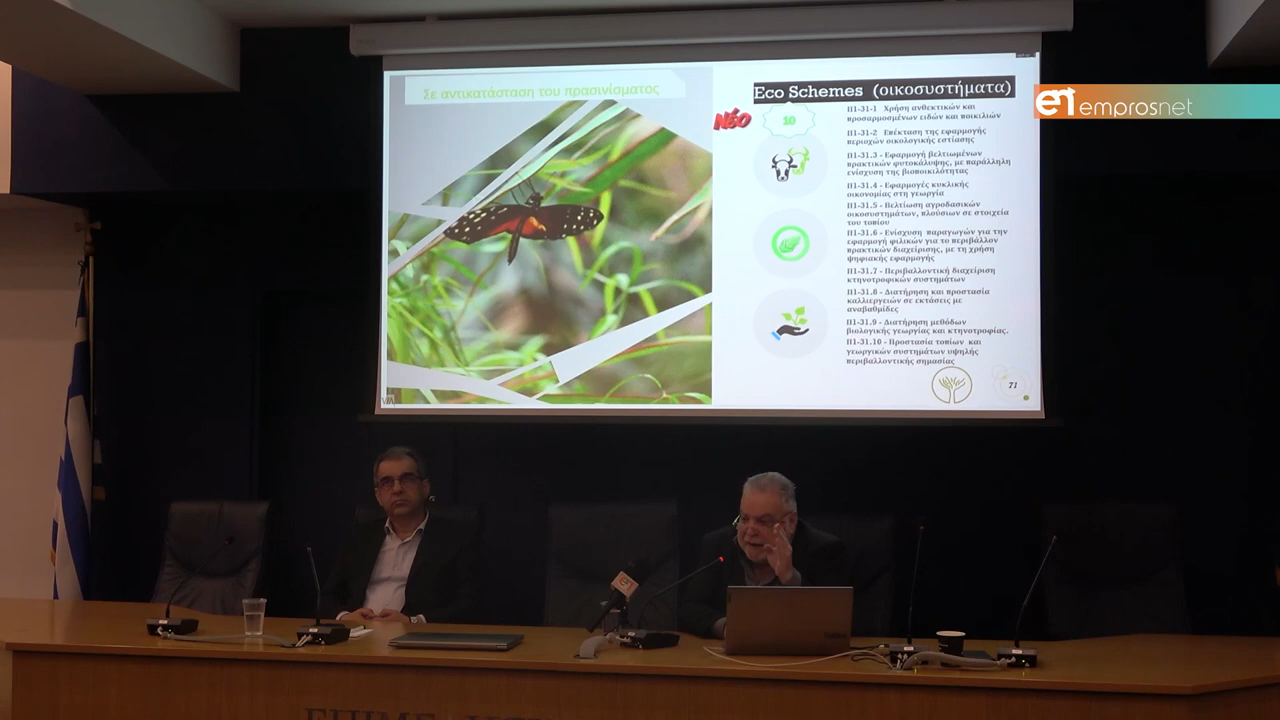 Σε αντικατάσταση του πρασινίσματος
Eco Schemes (οικοσυστήματα)
Νέο
10
Π1-31-1 Χρήση ανθεκτικών και
προσαρμοσμένων ειδών και ποικιλιών
Π1-31-2 Επέκταση της εφαρμογής
περιοχών οικολογικής εστίασης
Π1-31.3 - Εφαρμογή βελτιωμένων
πρακτικών φυτοκάλυψης, με παράλληλη
ενίσχυση της βιοποικιλότητας
Π1-31.4 - Εφαρμογές κυκλικής
οικονομίας στη γεωργία
Π1-31.5 - Βελτίωση αγροδασικών
οικοσυστημάτων, πλούσιων σε στοιχεία
του τοπίου
Π1-31.6 - Ενίσχυση παραγωγών για την
εφαρμογή φιλικών για το περιβάλλον
πρακτικών διαχείρισης, με τη χρήση
ψηφιακής εφαρμογής
Π1-31.7 - Περιβαλλοντική διαχείριση
κτηνοτροφικών συστημάτων
Π1-31.8 - Διατήρηση και προστασία
καλλιεργειών σε εκτάσεις με
αναβαθμίδες
Π1-31.9 - Διατήρηση μεθόδων
βιολογικής γεωργίας και κτηνοτροφίας.
Π1-31.10 - Προστασία τοπίων και
γεωργικών συστημάτων υψηλής
περιβαλλοντικής σημασίας
71
emprosnet